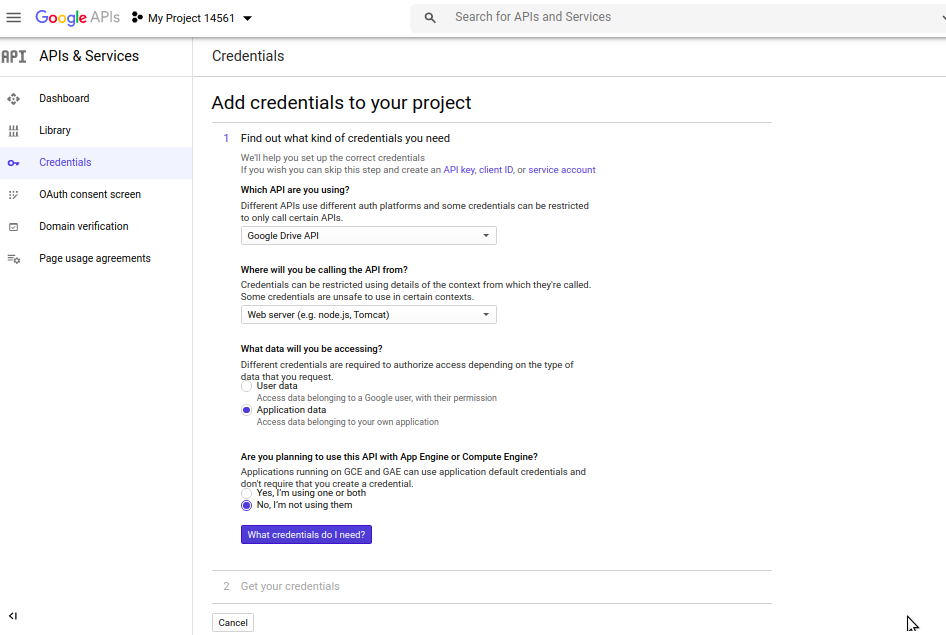 Google APIs My Project 14561 Search for APIs and Services
API APIs & Services Credentials
Dashboard
Library
Credentials
OAuth consent screen
Domain verification
Page usage agreements
Add credentials to your project
1 Find out what kind of credentials you need
We'll help you set up the correct credentials
If you wish you can skip this step and create an API key, client ID, or service account
Which API are you using?
Different APIs use different auth platforms and some credentials can be restricted
to only call certain APIs.
Google Drive API
Where will you be calling the API from?
Credentials can be restricted using details of the context from which they're called.
Some credentials are unsafe to use in certain contexts.
Web server (e.g. node.js, Tomcat)
What data will you be accessing?
Different credentials are required to authorize access depending on the type of
data that you request.
User data
Access data belonging to a Google user, with their permission
Application data
Access data belonging to your own application
Are you planning to use this API with App Engine or Compute Engine?
Applications running on GCE and GAE can use application default credentials and
don't require that you create a credential.
Yes, I'm using one or both
No, I'm not using them
What credentials do I need?
2 Get your credentials
Cancel